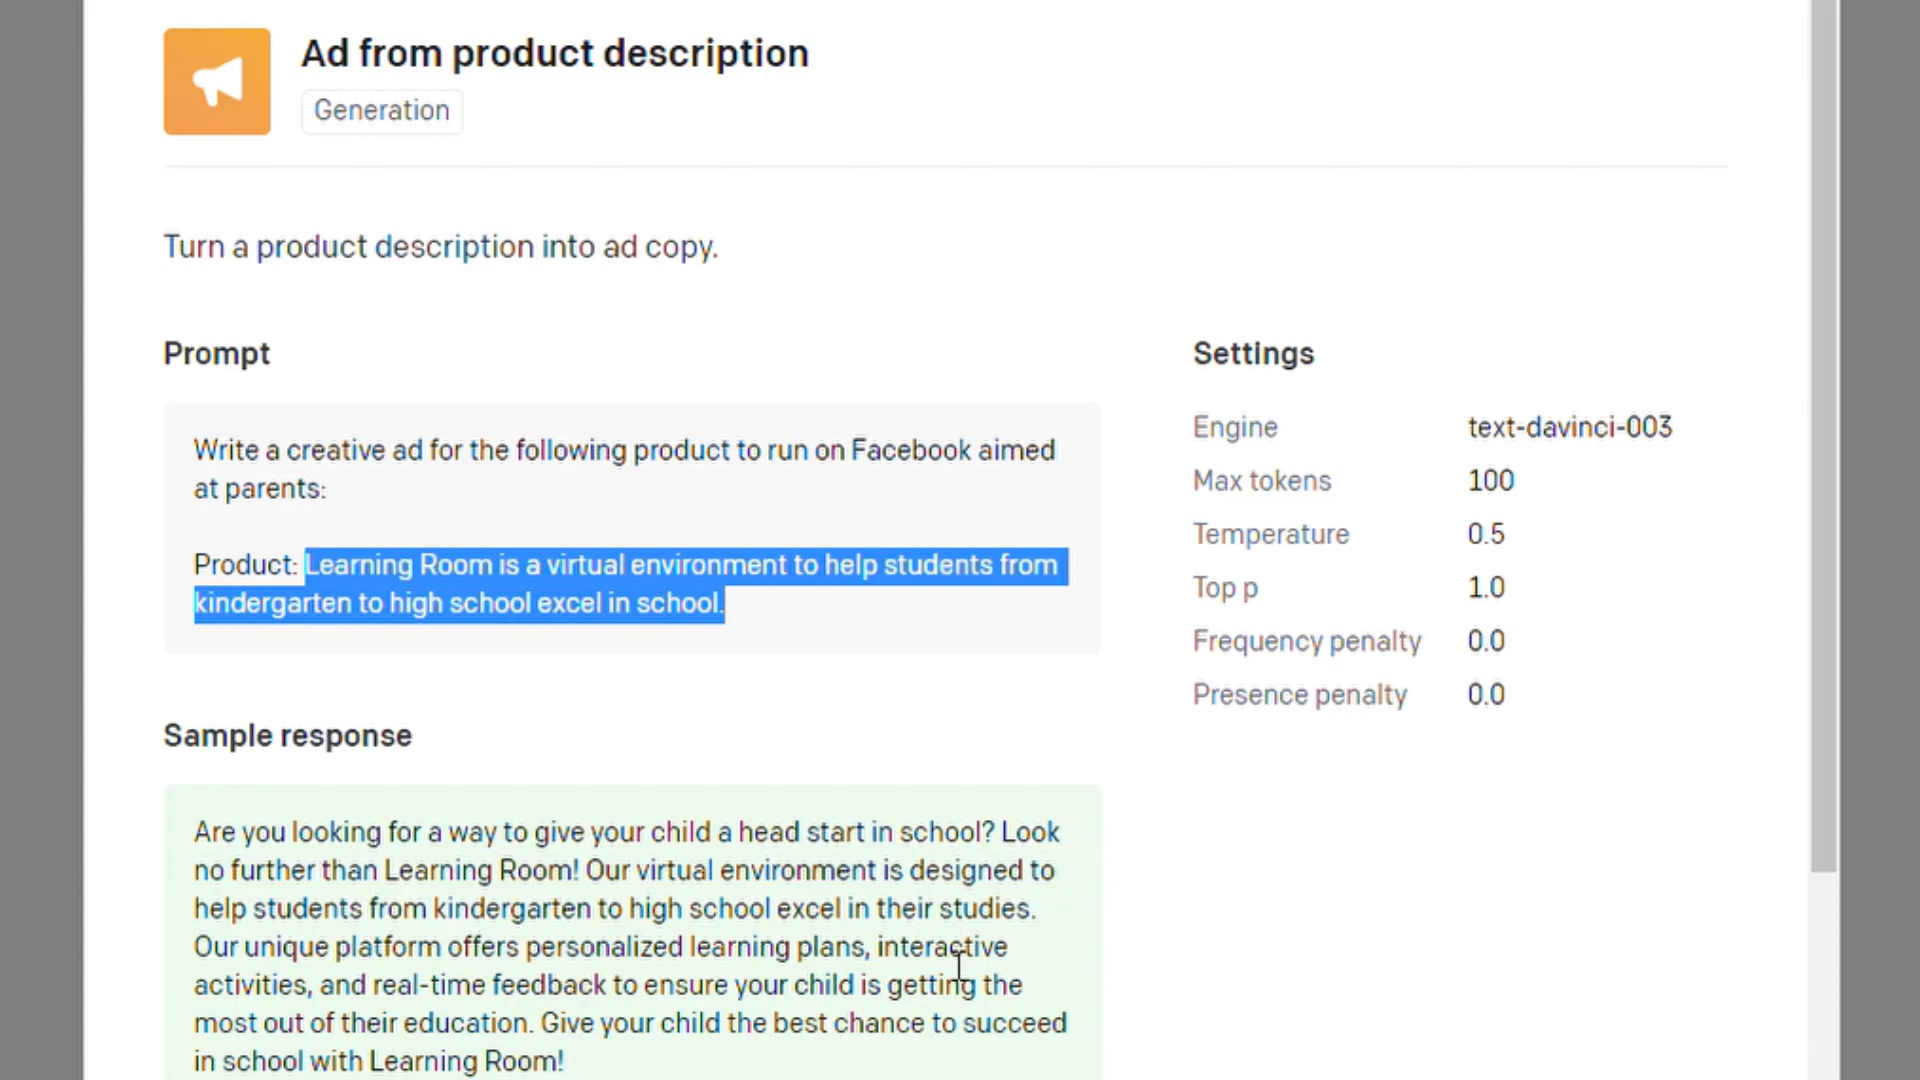 Ad from product description
Generation
Turn a product description into ad copy.
Prompt
Write a creative ad for the following product to run on Facebook aimed
at parents:
Product: Learning Room is a virtual environment to help students from
kindergarten to high school excel in school.
Settings
Engine text-davinci-003
Max tokens 100
Temperature 0.5
Top p 1.0
Frequency penalty 0.0
Presence penalty 0.0
Sample response
Are you looking for a way to give your child a head start in school? Look
no further than Learning Room! Our virtual environment is designed to
help students from kindergarten to high school excel in their studies.
Our unique platform offers personalized learning plans, interactive
activities, and real-time feedback to ensure your child is getting the
most out of their education. Give your child the best chance to succeed
in school with Learning Room!